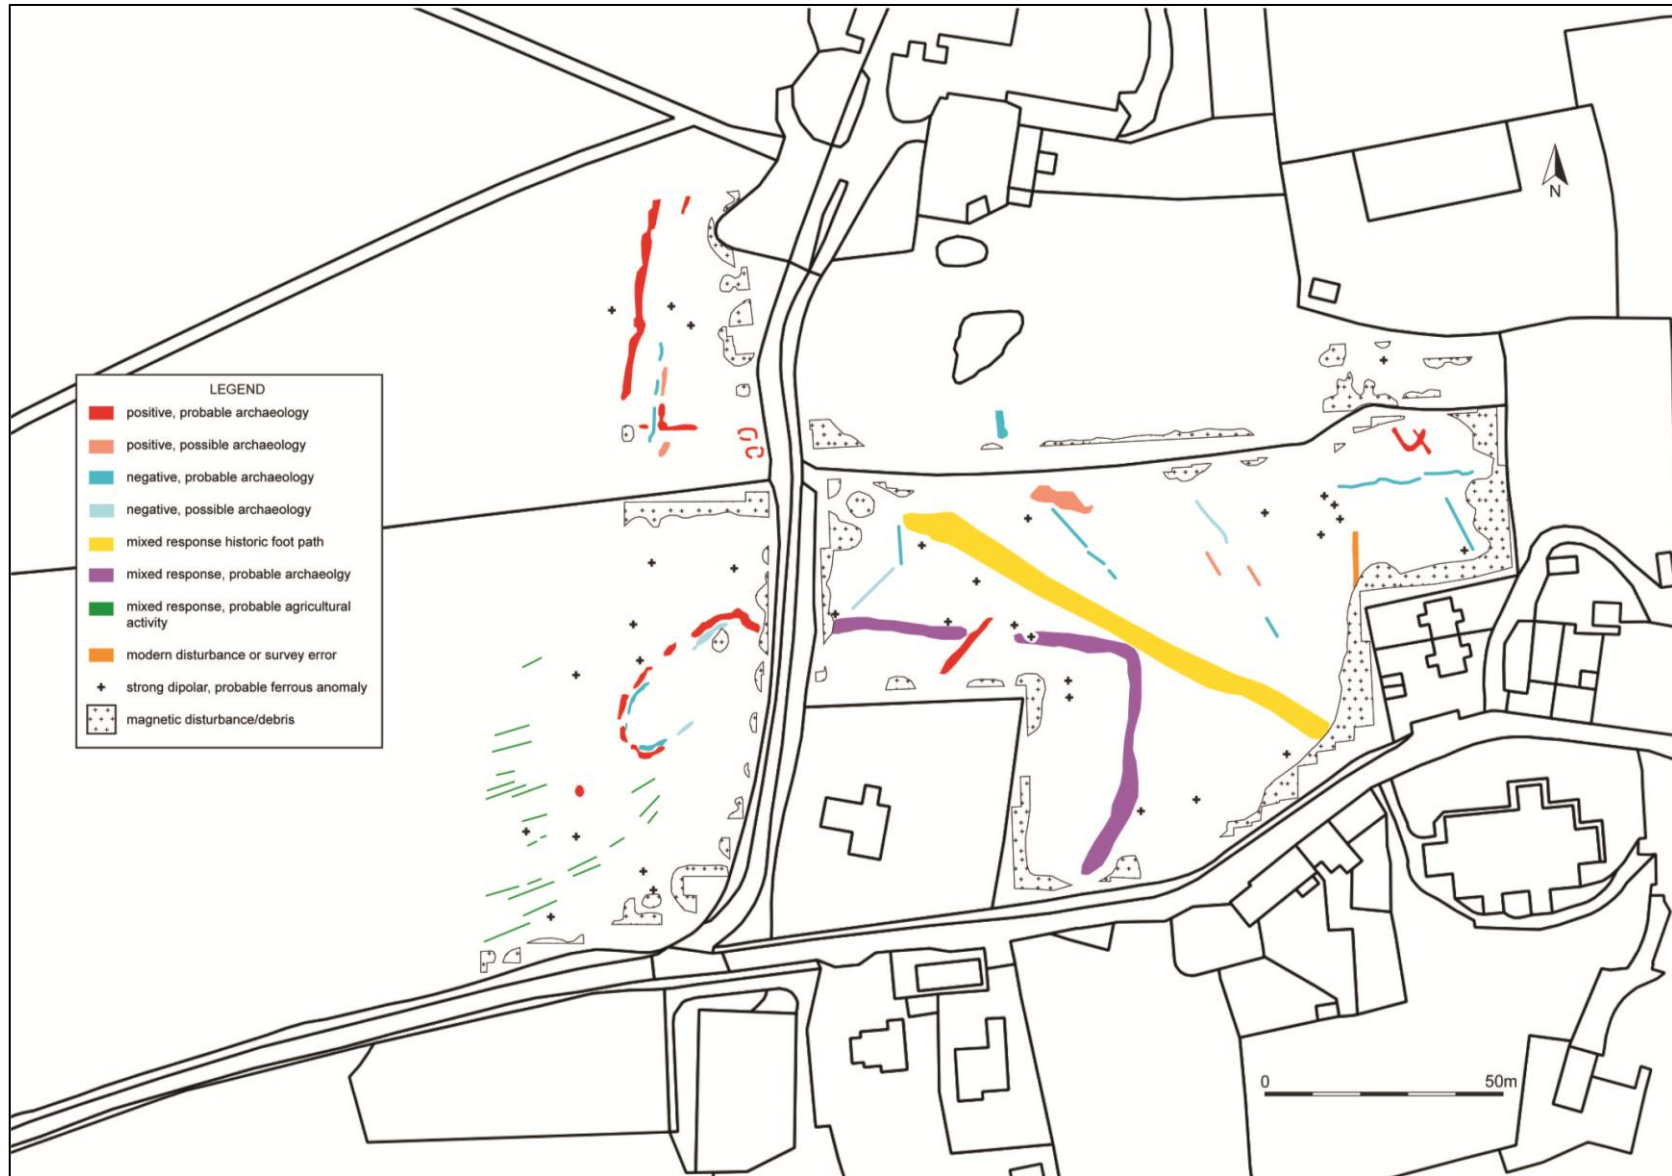 N
LEGEND
positive, probable archaeology
positive, possible archaeology
negative, probable archaeology
negative, possible archaeology
mixed response historic foot path
mixed response, probable archaeolgy
mixed response, probable agricultural
activity
modern disturbance or survey error
strong dipolar, probable ferrous anomaly
magnetic disturbance/debris
0 50m